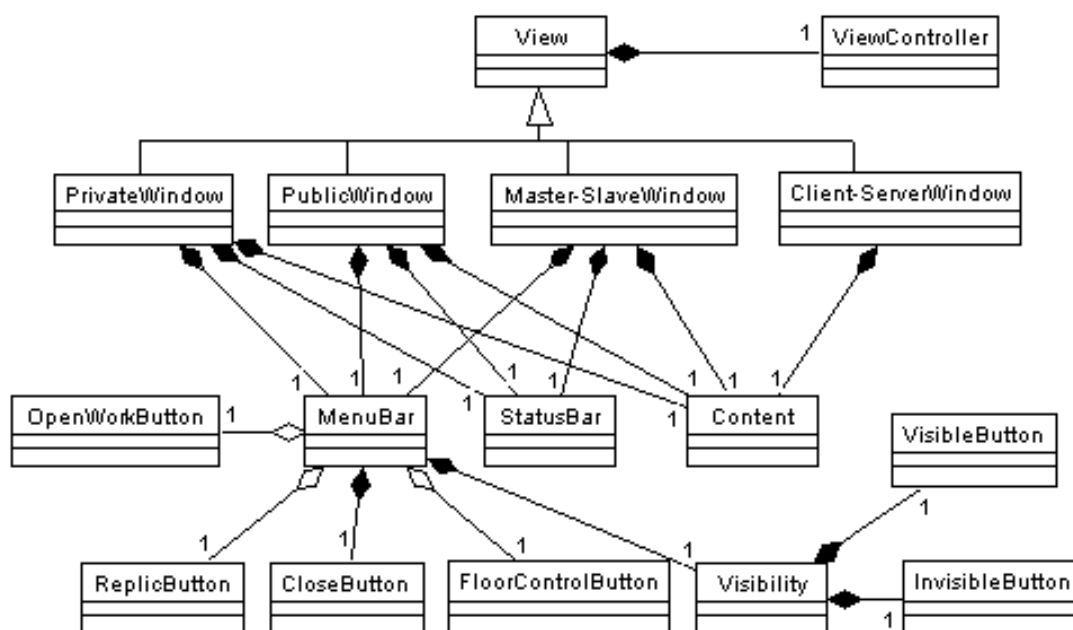 View
1
ViewController
PrivateWindow
PublicWindow
Master-SlaveWindow
Client-ServerWindow
1
1
1
1
1
1
1
1
1
1
OpenWorkButton
1
MenuBar
StatusBar
Content
VisibleButton
1
1
1
1
1
ReplicButton
CloseButton
FloorControlButton
Visibility
InvisibleButton
1